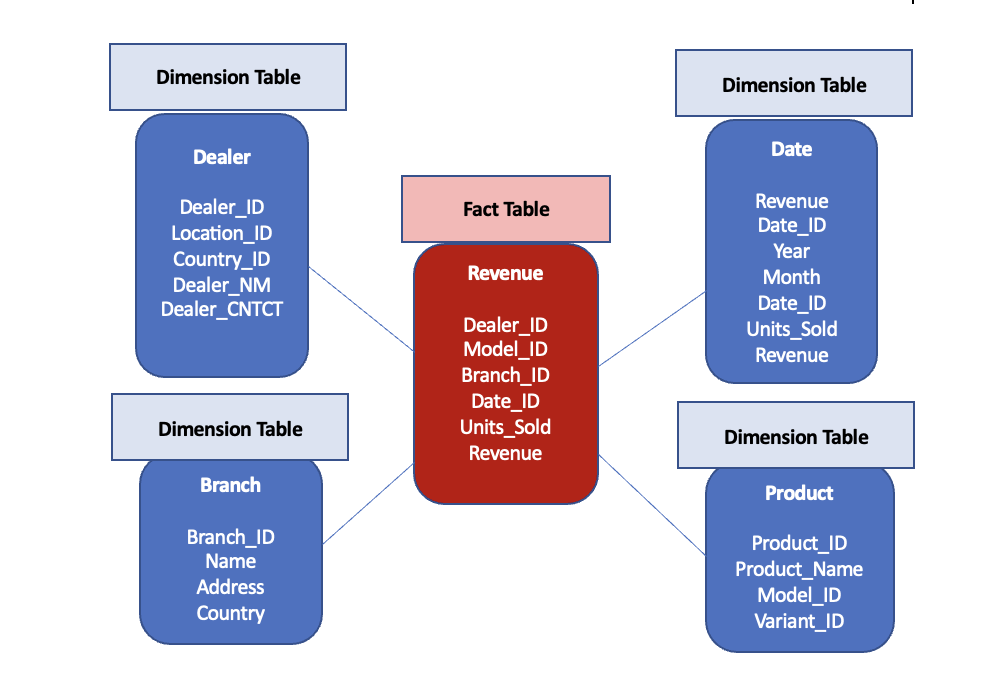 Dimension Table
Dealer
Dealer_ID
Location_ID
Country_ID
Dealer_NM
Dealer_CNTCT
Dimension Table
Branch
Branch_ID
Name
Address
Country
Fact Table
Revenue
Dealer_ID
Model_ID
Branch_ID
Date_ID
Units_Sold
Revenue
Dimension Table
Date
Revenue
Date_ID
Year
Month
Date_ID
Units_Sold
Revenue
Dimension Table
Product
Product_ID
Product_Name
Model_ID
Variant_ID